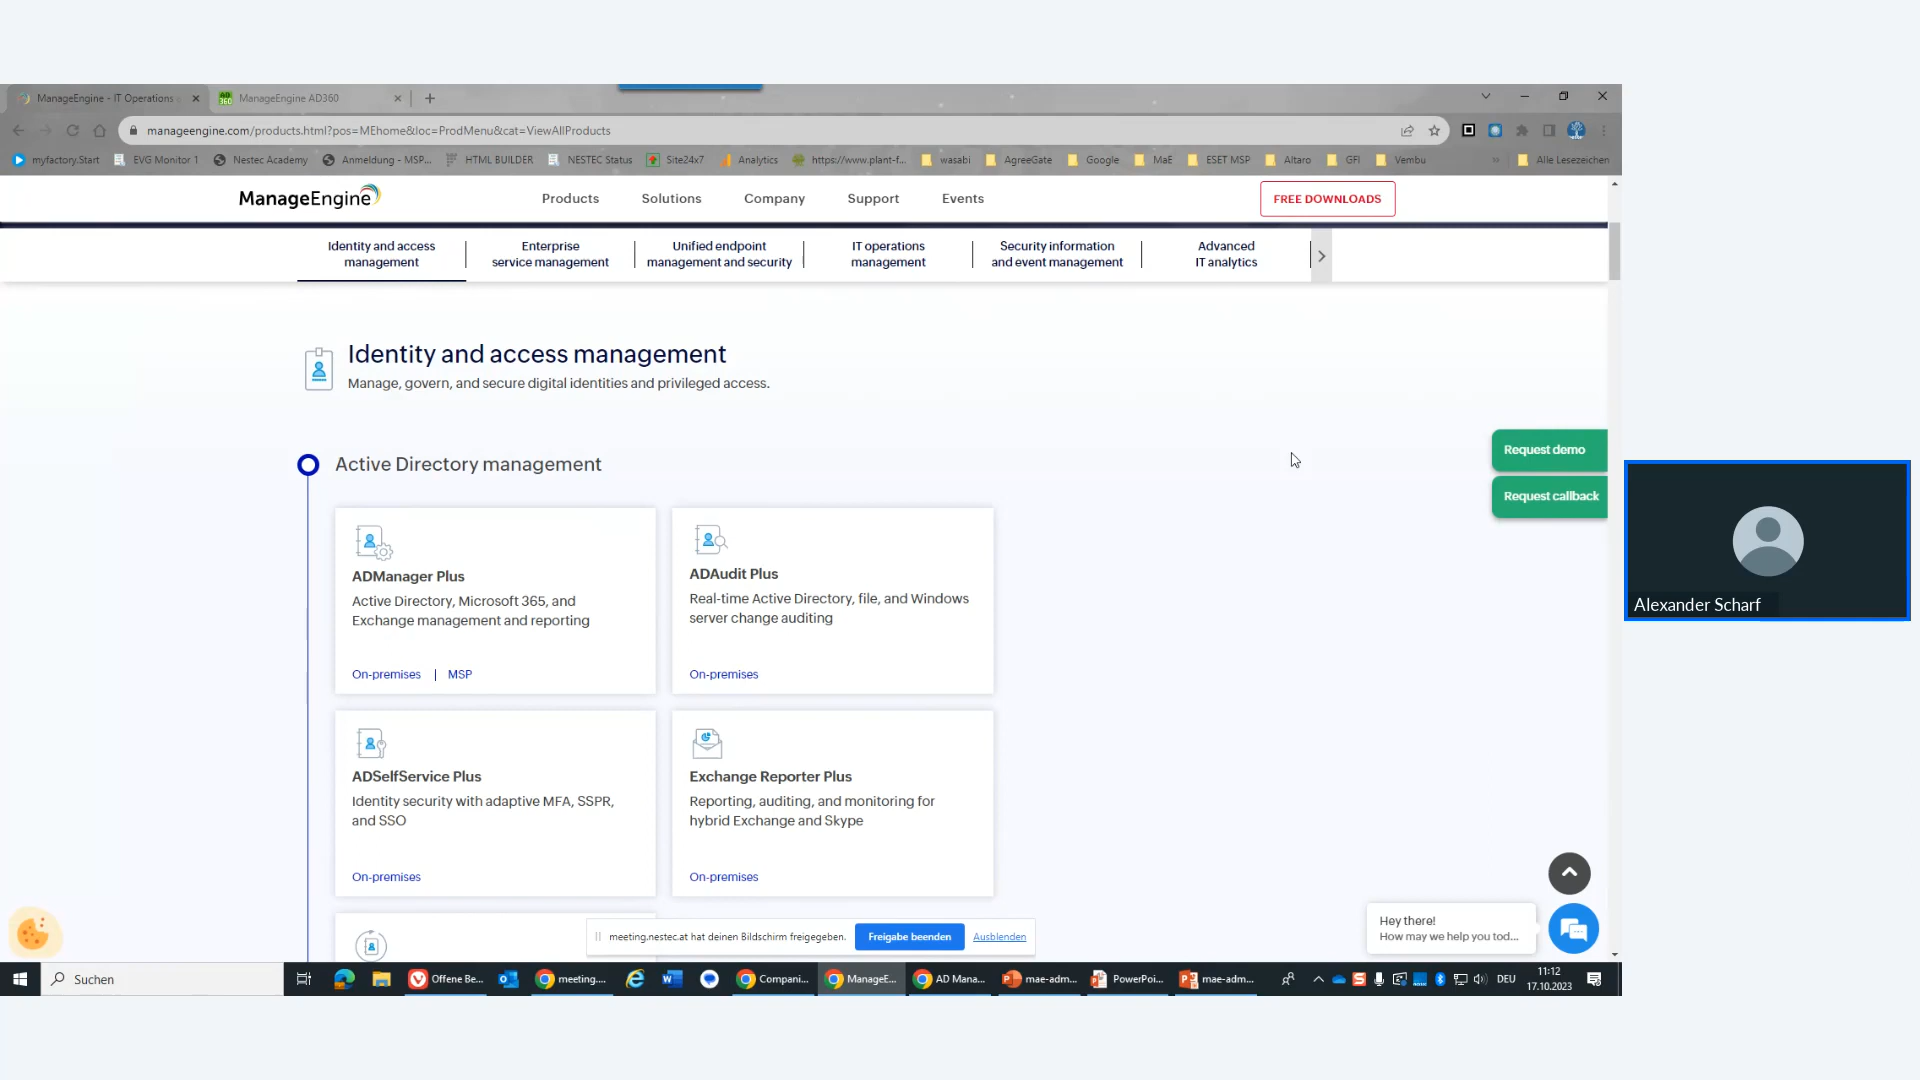 ManageEngine - IT Operations
ManageEngine AD360
manageengine.com/products.html?pos=MEhome&loc=ProdMenu&cat=ViewAllProducts
myfactory.Start
EVG Monitor 1
Nestec Academy
Anmeldung - MSP...
HTML BUILDER
NESTEC Status
Site24x7
Analytics
https://www.plant-f...
wasabi
AgreeGate
Google
MaE
ESET MSP
Altaro
GFI
Vembu
»
Alle Lesezeichen
ManageEngine
Products
Solutions
Company
Support
Events
FREE DOWNLOADS
Identity and access
management
Enterprise
service management
Unified endpoint
management and security
IT operations
management
Security information
and event management
Advanced
IT analytics
Identity and access management
Manage, govern, and secure digital identities and privileged access.
Request demo
Request callback
Active Directory management
ADManager Plus
Active Directory, Microsoft 365, and
Exchange management and reporting
On-premises | MSP
ADAudit Plus
Real-time Active Directory, file, and Windows
server change auditing
On-premises
ADSelfService Plus
Identity security with adaptive MFA, SSPR,
and SSO
On-premises
Exchange Reporter Plus
Reporting, auditing, and monitoring for
hybrid Exchange and Skype
On-premises
Alexander Scharf
Hey there!
How may we help you tod...
meeting.nestec.at hat deinen Bildschirm freigegeben.
Freigabe beenden
Ausblenden
Suchen
Offene Be...
meeting....
Compani...
ManageE...
AD Mana...
mae-adm...
PowerPoi...
mae-adm...
DEU
11:12
17.10.2023